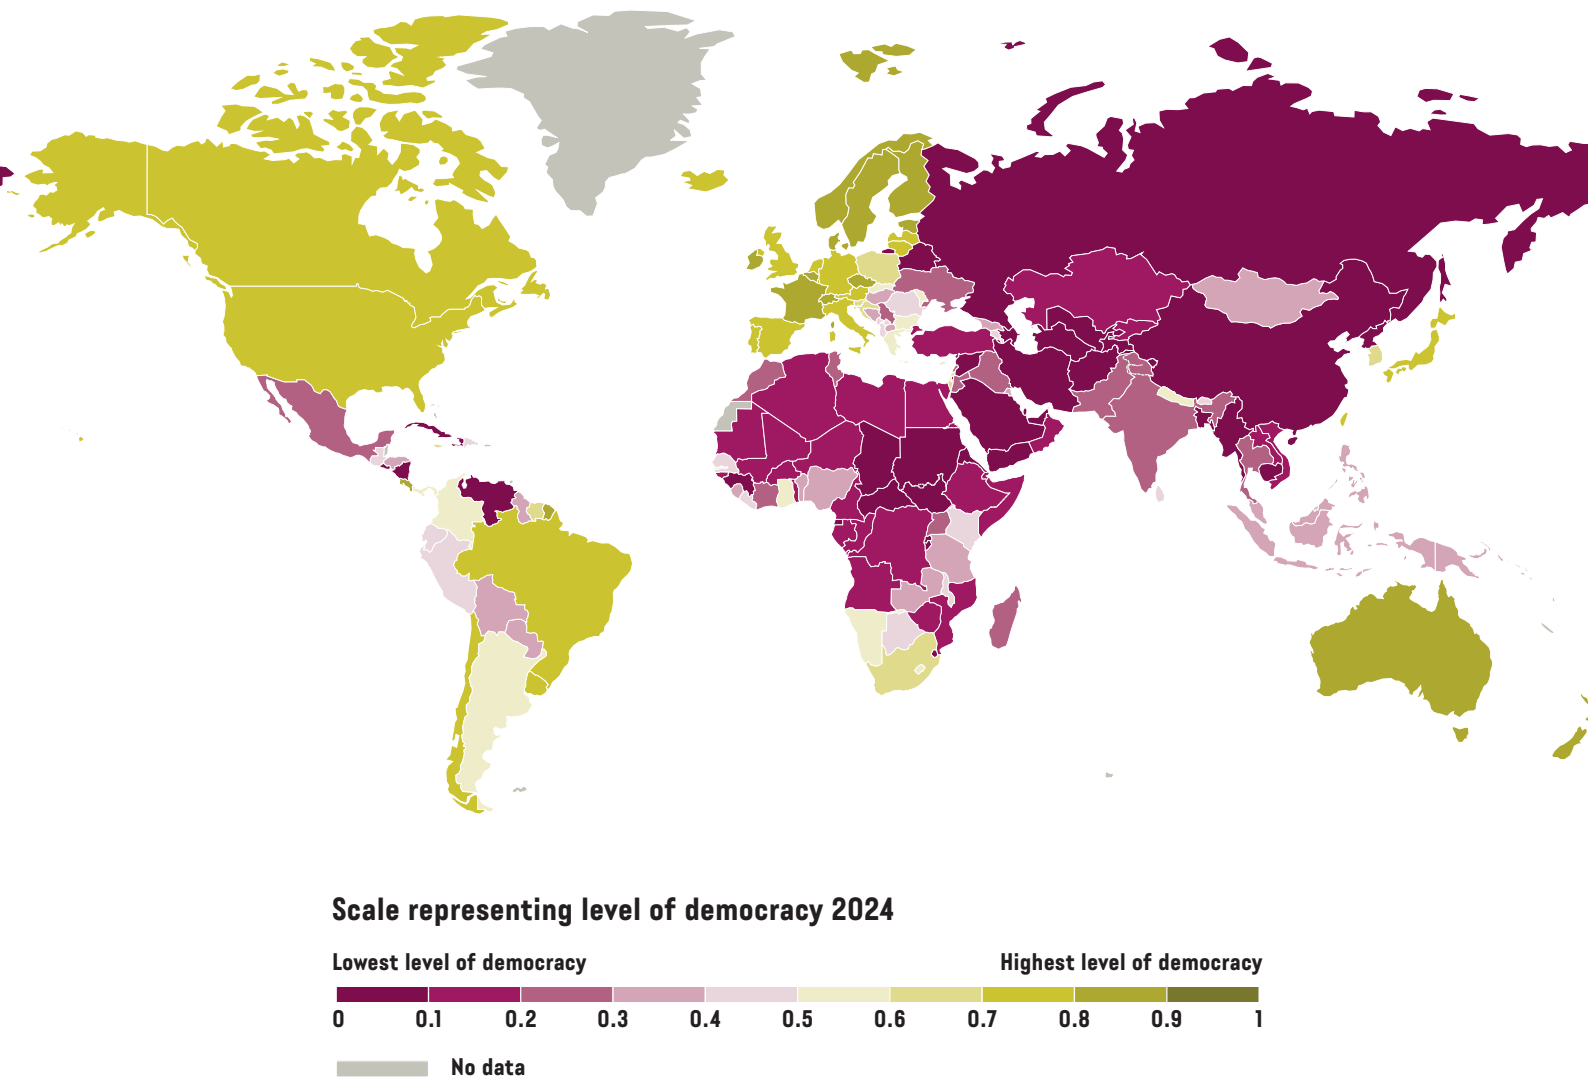 Scale representing level of democracy 2024
Lowest level of democracy Highest level of democracy
0 0.1 0.2 0.3 0.4 0.5 0.6 0.7 0.8 0.9 1
No data